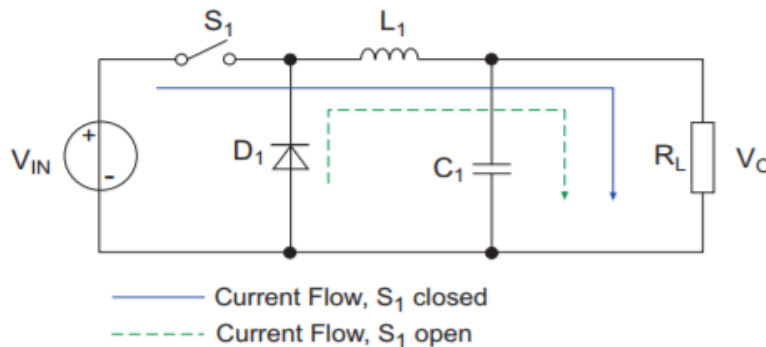 S1
L1
+
VIN
-
D1
C1
RL
VO
Current Flow, S1 closed
Current Flow, S1 open